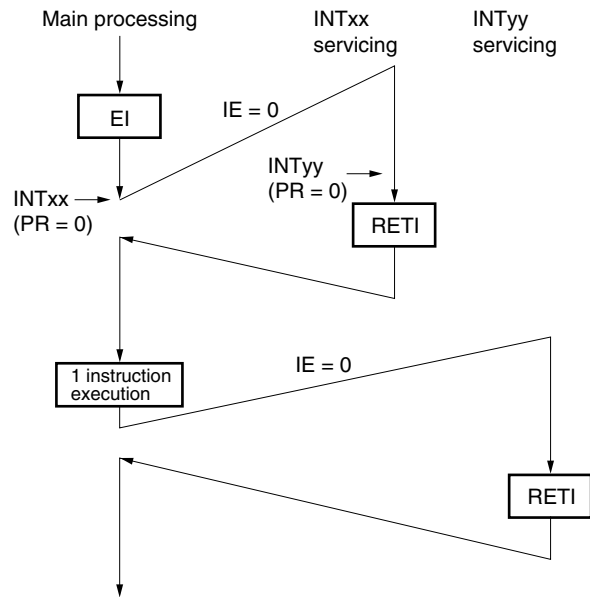 Main processing
INTxx
servicing
INTyy
servicing
EI
IE = 0
INTyy
(PR = 0)
INTxx
(PR = 0)
RETI
1 instruction
execution
IE = 0
RETI